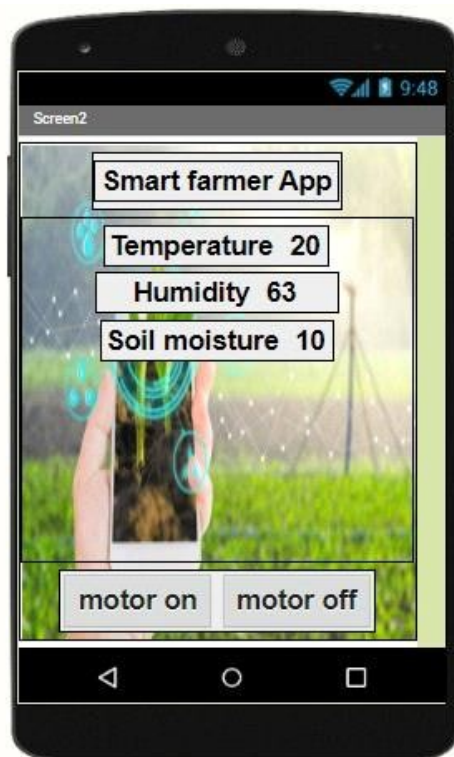 9:48
Screen2
Smart farmer App
Temperature 20
Humidity 63
Soil moisture 10
motor on motor off